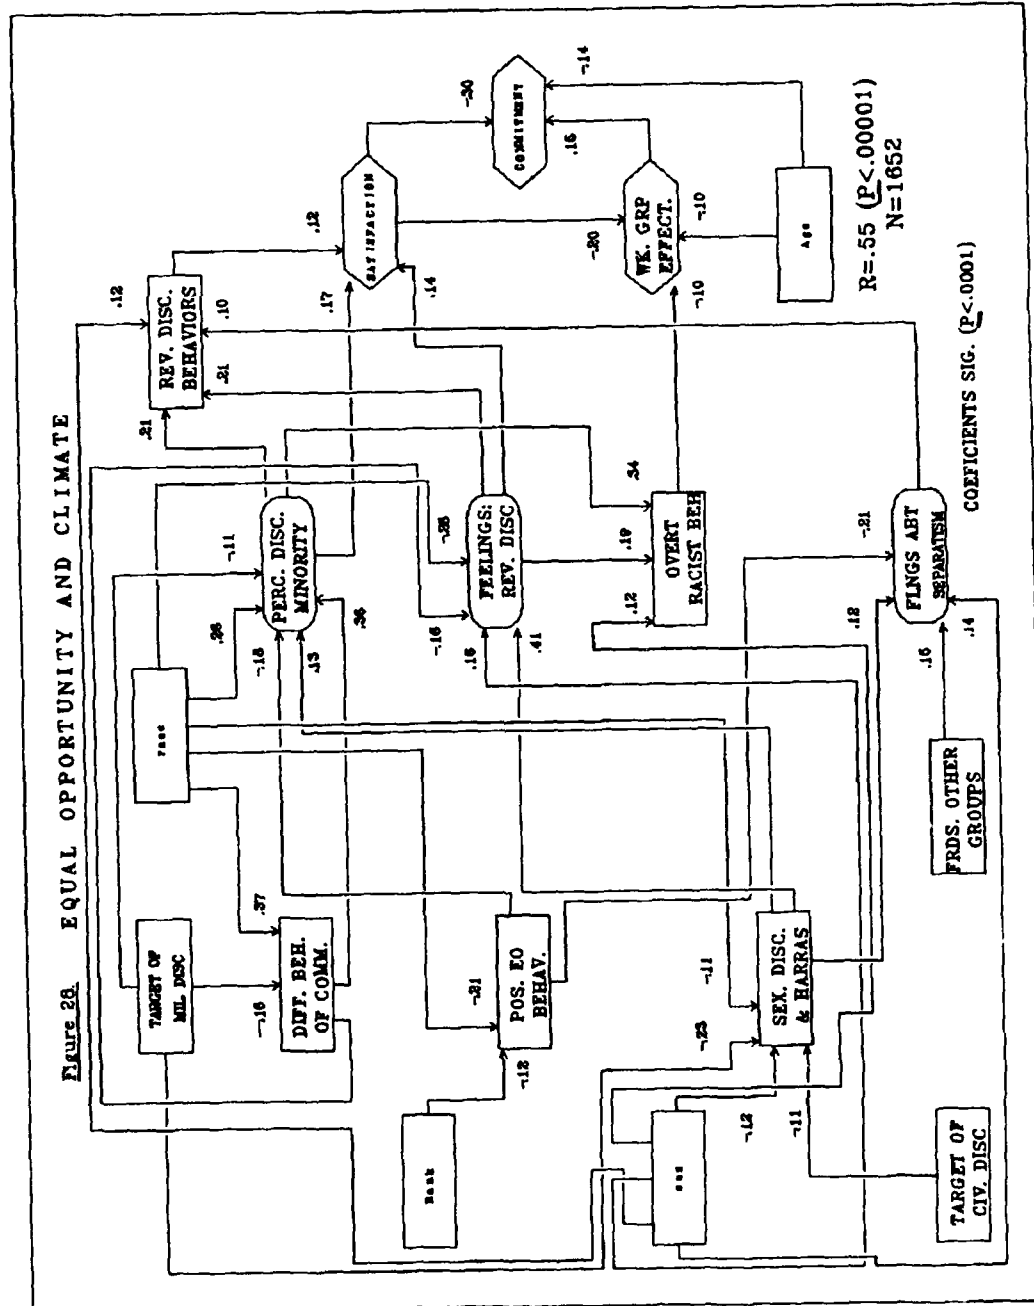 Figure 28. EQUAL OPPORTUNITY AND CLIMATE
TARGET OF
MIL DISC
Race
REV. DISC.
BEHAVIORS
.12
.10
.21
.21
DIFF. BEH.
OF COMM.
-.16
.37
PERC. DISC.
MINORITY
-.11
.26
-.18
.13
.36
SATISFACTION
.12
.17
.14
Rank
POS. EO
BEHAV.
-.21
-.12
FEELINGS:
REV. DISC
-.25
-.16
.16
.41
COMMITMENT
-.30
-.14
.15
sex
SEX. DISC.
& HARRAS
-.11
-.23
-.12
-.11
OVERT
RACIST BEH
.34
.19
.12
WK. GRP
EFFECT.
-.20
-.10
-.10
TARGET OF
CIV. DISC
FRDS. OTHER
GROUPS
FLNGS ABT
SEPARATISM
-.21
.12
.15
.14
Age
R=.55 (P<.00001)
N=1652
COEFICIENTS SIG. (P<.0001)